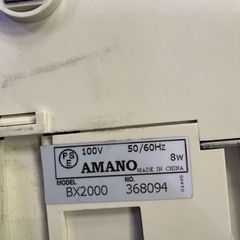 PSE 100V 50/60Hz 8W
AMANO MADE IN CHINA
MODEL NO.
BX2000 368094